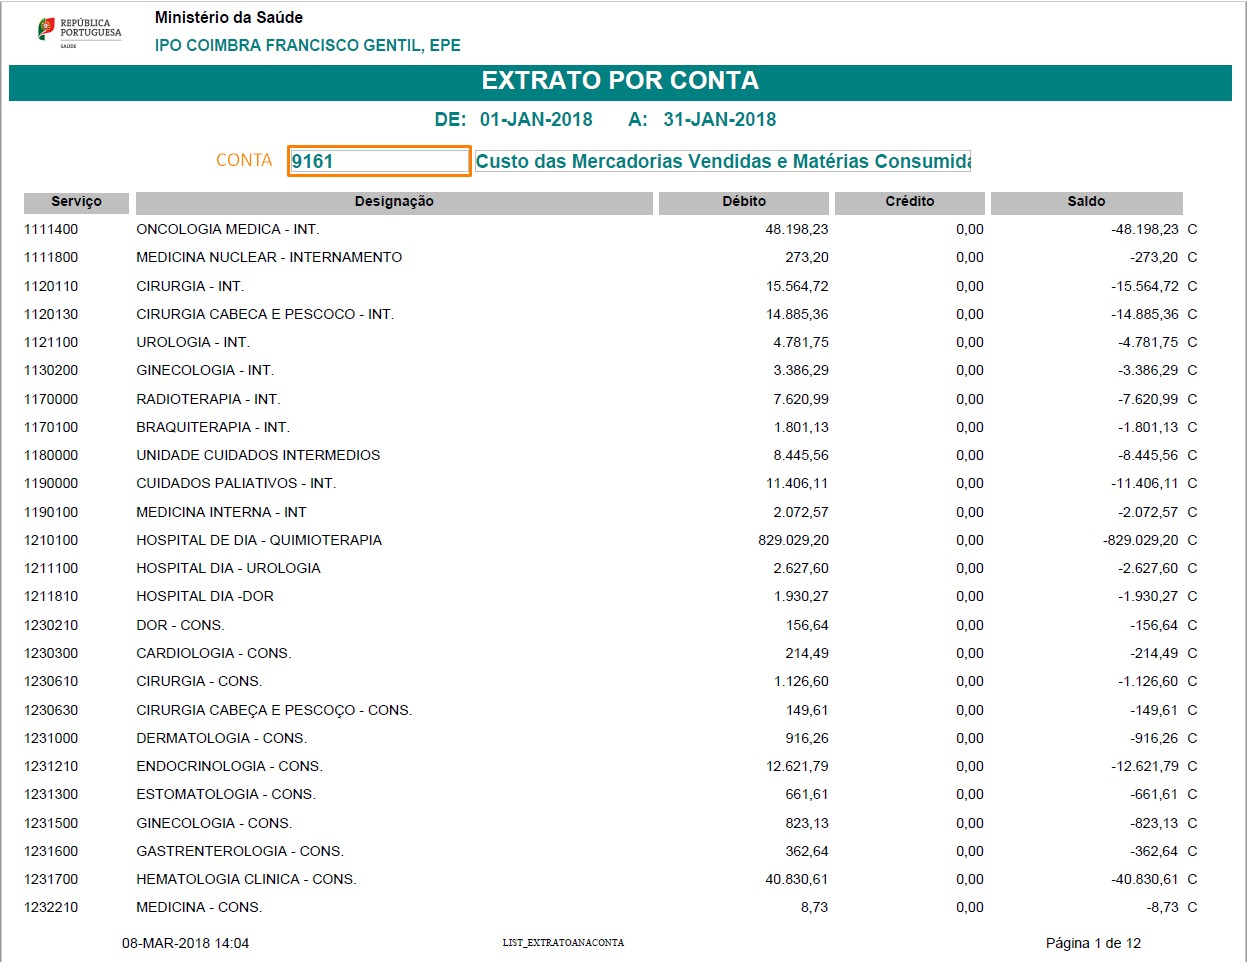 REPÚBLICA
PORTUGUESA
SAÚDE
Ministério da Saúde
IPO COIMBRA FRANCISCO GENTIL, EPE
EXTRATO POR CONTA
DE: 01-JAN-2018 A: 31-JAN-2018
CONTA 9161 Custo das Mercadorias Vendidas e Matérias Consumida
Serviço Designação Débito Crédito Saldo
1111400 ONCOLOGIA MEDICA - INT. 48.198,23 0,00 -48.198,23 C
1111800 MEDICINA NUCLEAR - INTERNAMENTO 273,20 0,00 -273,20 C
1120110 CIRURGIA - INT. 15.564,72 0,00 -15.564,72 C
1120130 CIRURGIA CABECA E PESCOCO - INT. 14.885,36 0,00 -14.885,36 C
1121100 UROLOGIA - INT. 4.781,75 0,00 -4.781,75 C
1130200 GINECOLOGIA - INT. 3.386,29 0,00 -3.386,29 C
1170000 RADIOTERAPIA - INT. 7.620,99 0,00 -7.620,99 C
1170100 BRAQUITERAPIA - INT. 1.801,13 0,00 -1.801,13 C
1180000 UNIDADE CUIDADOS INTERMEDIOS 8.445,56 0,00 -8.445,56 C
1190000 CUIDADOS PALIATIVOS - INT. 11.406,11 0,00 -11.406,11 C
1190100 MEDICINA INTERNA - INT 2.072,57 0,00 -2.072,57 C
1210100 HOSPITAL DE DIA - QUIMIOTERAPIA 829.029,20 0,00 -829.029,20 C
1211100 HOSPITAL DIA - UROLOGIA 2.627,60 0,00 -2.627,60 C
1211810 HOSPITAL DIA -DOR 1.930,27 0,00 -1.930,27 C
1230210 DOR - CONS. 156,64 0,00 -156,64 C
1230300 CARDIOLOGIA - CONS. 214,49 0,00 -214,49 C
1230610 CIRURGIA - CONS. 1.126,60 0,00 -1.126,60 C
1230630 CIRURGIA CABEÇA E PESCOÇO - CONS. 149,61 0,00 -149,61 C
1231000 DERMATOLOGIA - CONS. 916,26 0,00 -916,26 C
1231210 ENDOCRINOLOGIA - CONS. 12.621,79 0,00 -12.621,79 C
1231300 ESTOMATOLOGIA - CONS. 661,61 0,00 -661,61 C
1231500 GINECOLOGIA - CONS. 823,13 0,00 -823,13 C
1231600 GASTRENTEROLOGIA - CONS. 362,64 0,00 -362,64 C
1231700 HEMATOLOGIA CLINICA - CONS. 40.830,61 0,00 -40.830,61 C
1232210 MEDICINA - CONS. 8,73 0,00 -8,73 C
08-MAR-2018 14:04 LIST_EXTRATOANACONTA Página 1 de 12